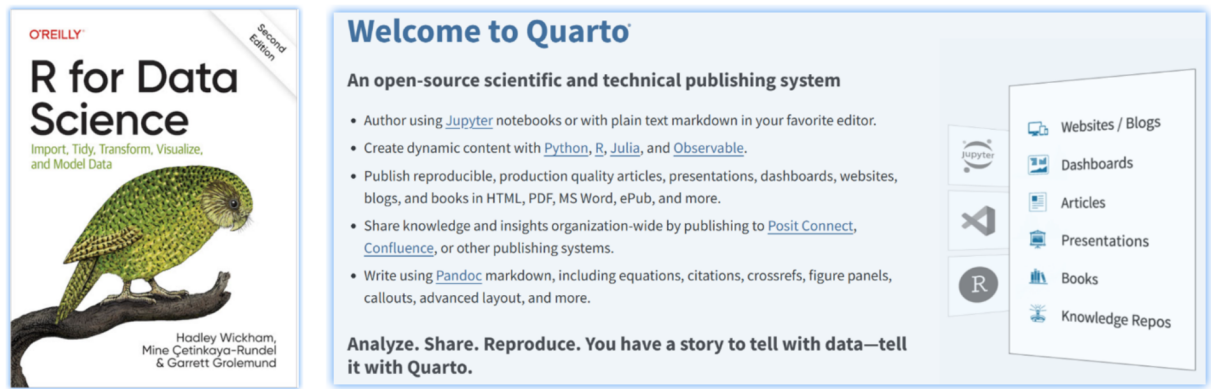 O'REILLY
Second
Edition
R for Data
Science
Import, Tidy, Transform, Visualize,
and Model Data
Hadley Wickham,
Mine Çetinkaya-Rundel
& Garrett Grolemund
Welcome to Quarto®
An open-source scientific and technical publishing system
• Author using Jupyter notebooks or with plain text markdown in your favorite editor.
• Create dynamic content with Python, R, Julia, and Observable.
• Publish reproducible, production quality articles, presentations, dashboards, websites,
blogs, and books in HTML, PDF, MS Word, ePub, and more.
• Share knowledge and insights organization-wide by publishing to Posit Connect,
Confluence, or other publishing systems.
• Write using Pandoc markdown, including equations, citations, crossrefs, figure panels,
callouts, advanced layout, and more.
Analyze. Share. Reproduce. You have a story to tell with data—tell
it with Quarto.
jupyter
R
Websites / Blogs
Dashboards
Articles
Presentations
Books
Knowledge Repos